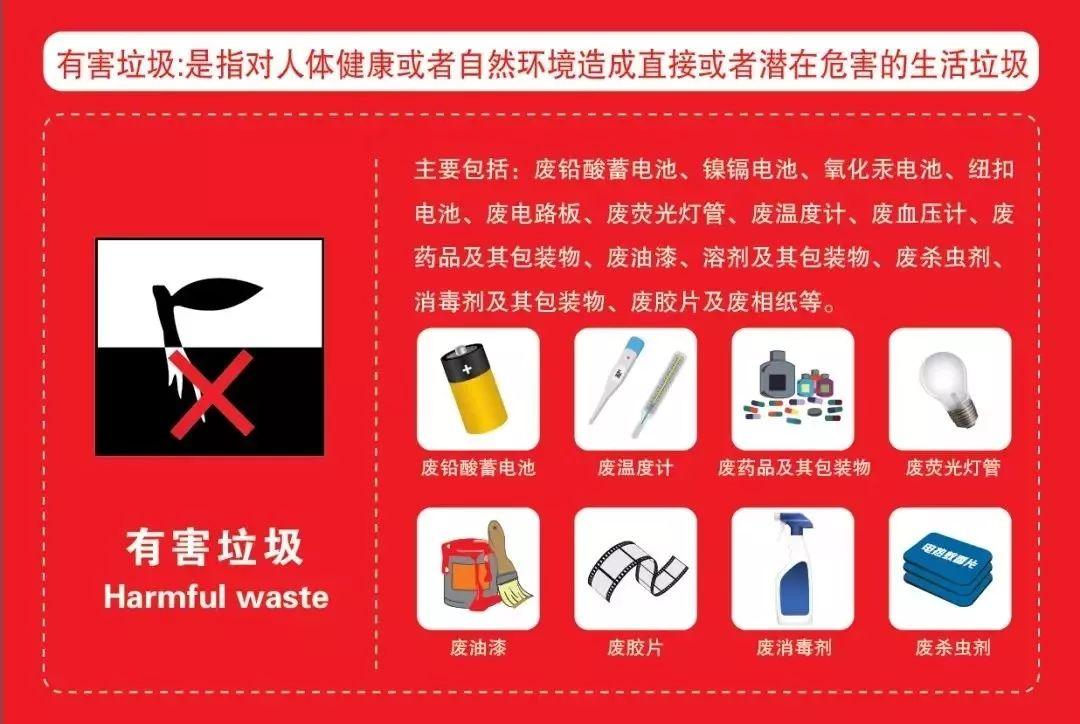 有害垃圾:是指对人体健康或者自然环境造成直接或者潜在危害的生活垃圾
主要包括：废铅酸蓄电池、镍镉电池、氧化汞电池、纽扣
电池、废电路板、废荧光灯管、废温度计、废血压计、废
药品及其包装物、废油漆、溶剂及其包装物、废杀虫剂、
消毒剂及其包装物、废胶片及废相纸等。
有害垃圾
Harmful waste
+
废铅酸蓄电池
废温度计
废药品及其包装物
废荧光灯管
电热蚊香片
废油漆
废胶片
废消毒剂
废杀虫剂